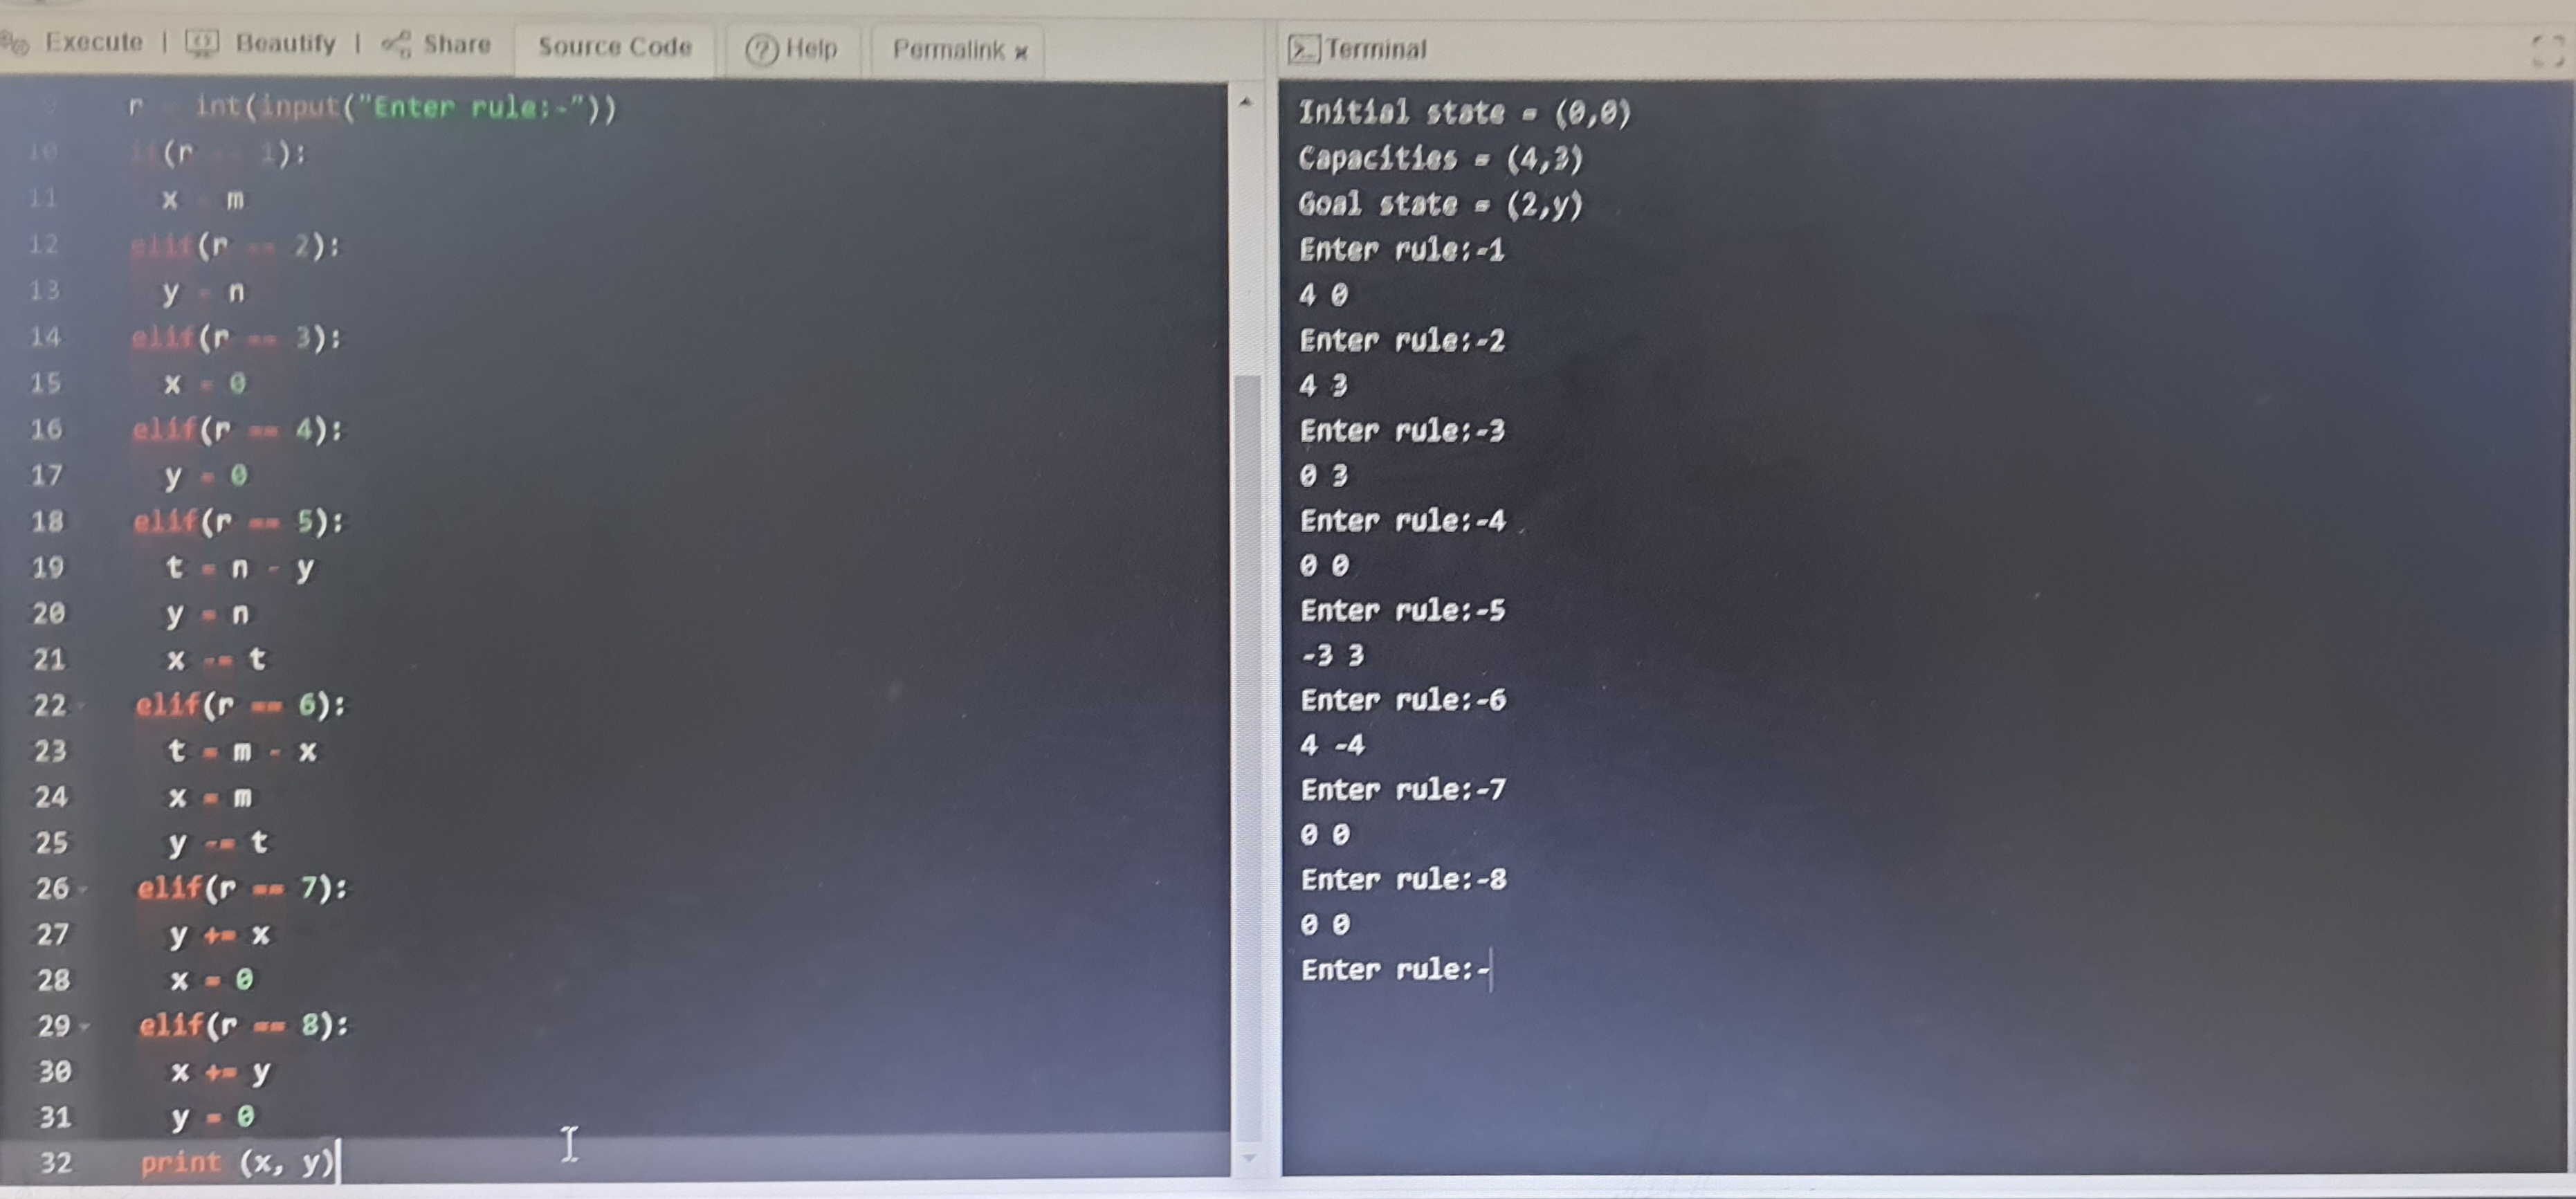 Execute | Beautify | Share Source Code ? Help Permalink ×
r = int(input("Enter rule:-"))
10 if(r == 1):
11 x = m
12 elif(r == 2):
13 y = n
14 elif(r == 3):
15 x = 0
16 elif(r == 4):
17 y = 0
18 elif(r == 5):
19 t = n - y
20 y = n
21 x -= t
22 elif(r == 6):
23 t = m - x
24 x = m
25 y -= t
26 elif(r == 7):
27 y += x
28 x = 0
29 elif(r == 8):
30 x += y
31 y = 0
32 print (x, y)
Terminal
Initial state = (0,0)
Capacities = (4,3)
Goal state = (2,y)
Enter rule:-1
4 0
Enter rule:-2
4 3
Enter rule:-3
0 3
Enter rule:-4
0 0
Enter rule:-5
-3 3
Enter rule:-6
4 -4
Enter rule:-7
0 0
Enter rule:-8
0 0
Enter rule:-